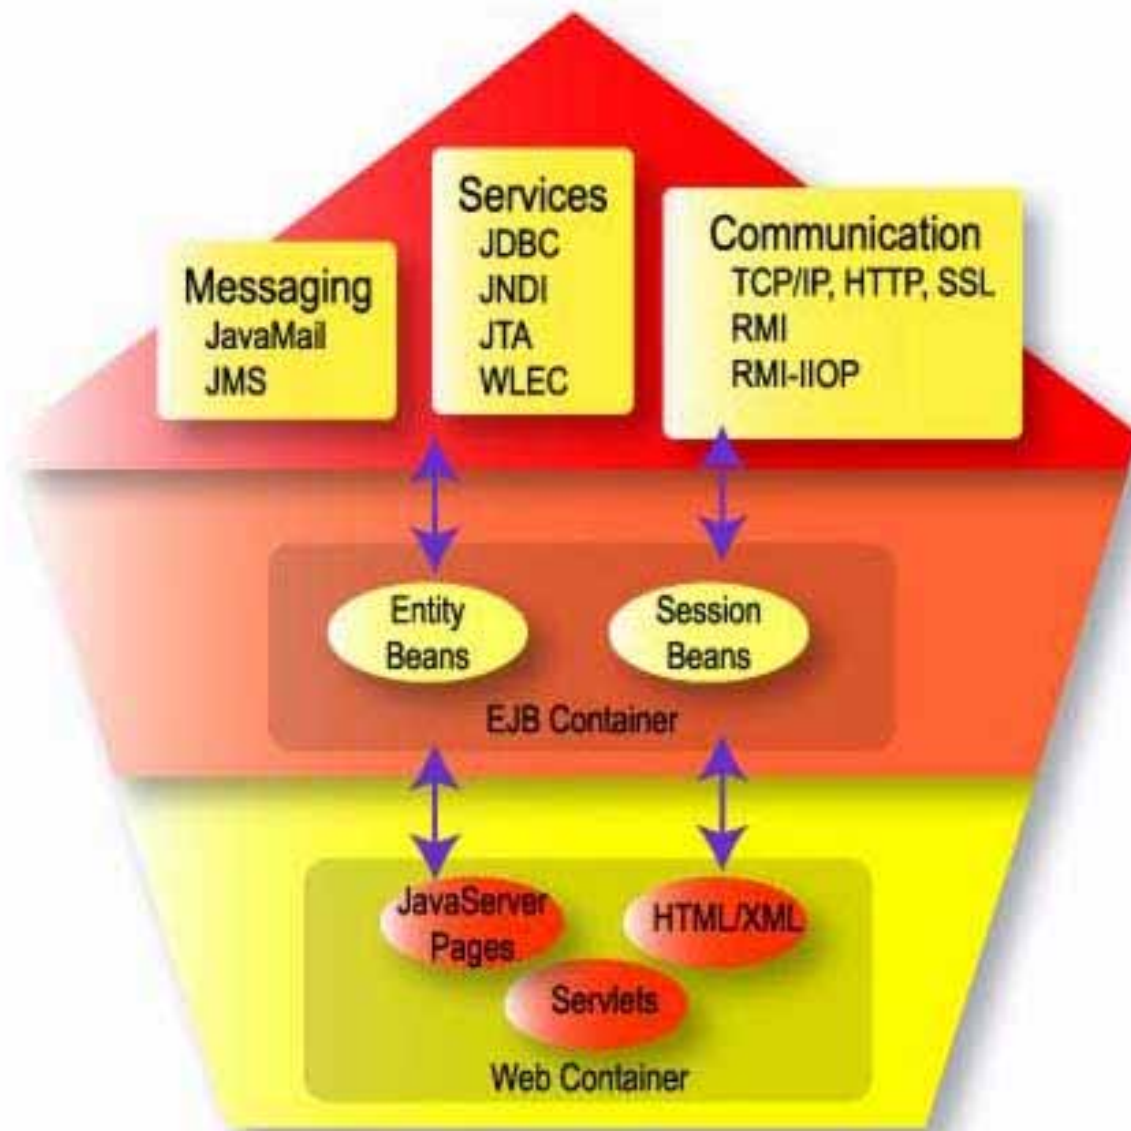 Messaging
JavaMail
JMS
Services
JDBC
JNDI
JTA
WLEC
Communication
TCP/IP, HTTP, SSL
RMI
RMI-IIOP
Entity
Beans
Session
Beans
EJB Container
JavaServer
Pages
HTML/XML
Servlets
Web Container